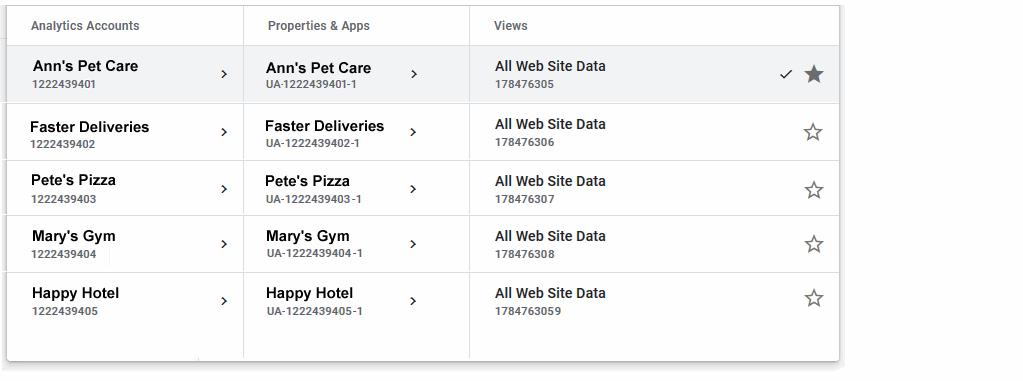 Analytics Accounts
Properties & Apps
Views
Ann's Pet Care
1222439401
Ann's Pet Care
UA-1222439401-1
All Web Site Data
178476305
Faster Deliveries
1222439402
Faster Deliveries
UA-1222439402-1
All Web Site Data
178476306
Pete's Pizza
1222439403
Pete's Pizza
UA-1222439403-1
All Web Site Data
178476307
Mary's Gym
1222439404
Mary's Gym
UA-1222439404-1
All Web Site Data
178476308
Happy Hotel
1222439405
Happy Hotel
UA-1222439405-1
All Web Site Data
1784763059